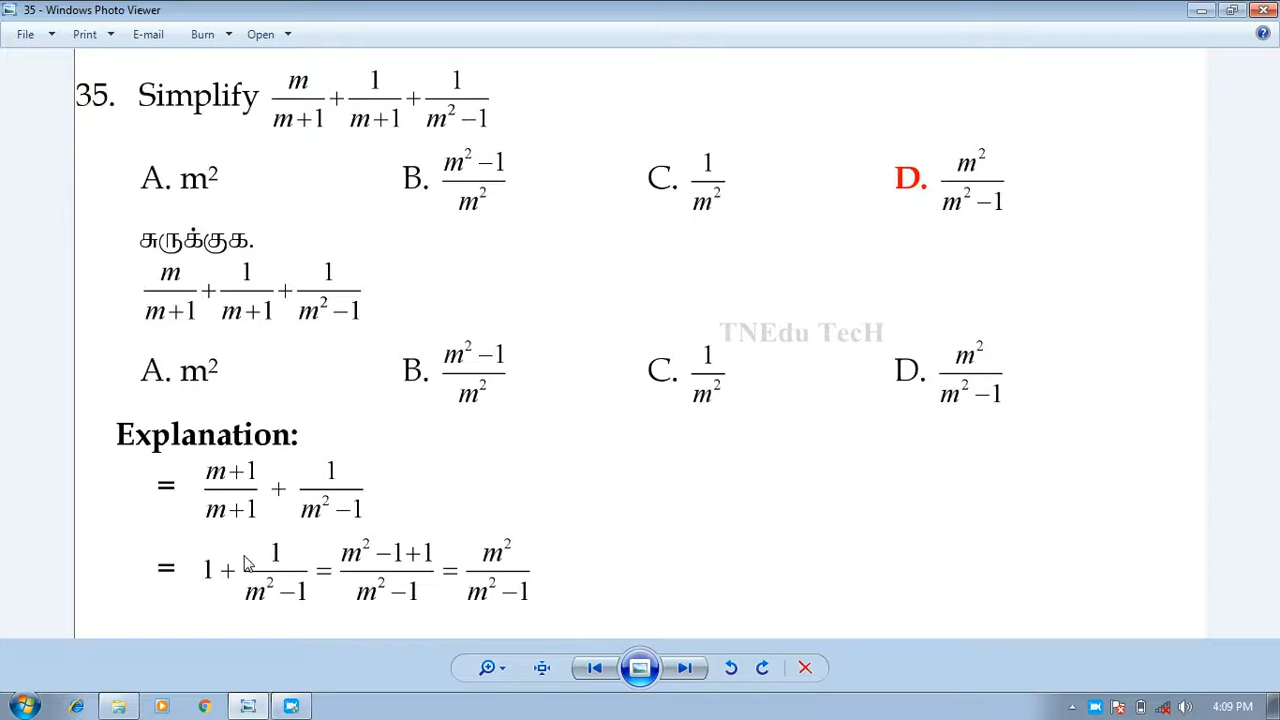 35 - Windows Photo Viewer
File Print E-mail Burn Open
35. Simplify m/(m+1) + 1/(m+1) + 1/(m²−1)
A. m² B. (m²−1)/m² C. 1/m² D. m²/(m²−1)
சுருக்குக.
m/(m+1) + 1/(m+1) + 1/(m²−1)
TNEdu TecH
A. m² B. (m²−1)/m² C. 1/m² D. m²/(m²−1)
Explanation:
= (m+1)/(m+1) + 1/(m²−1)
= 1 + 1/(m²−1) = (m²−1+1)/(m²−1) = m²/(m²−1)
4:09 PM